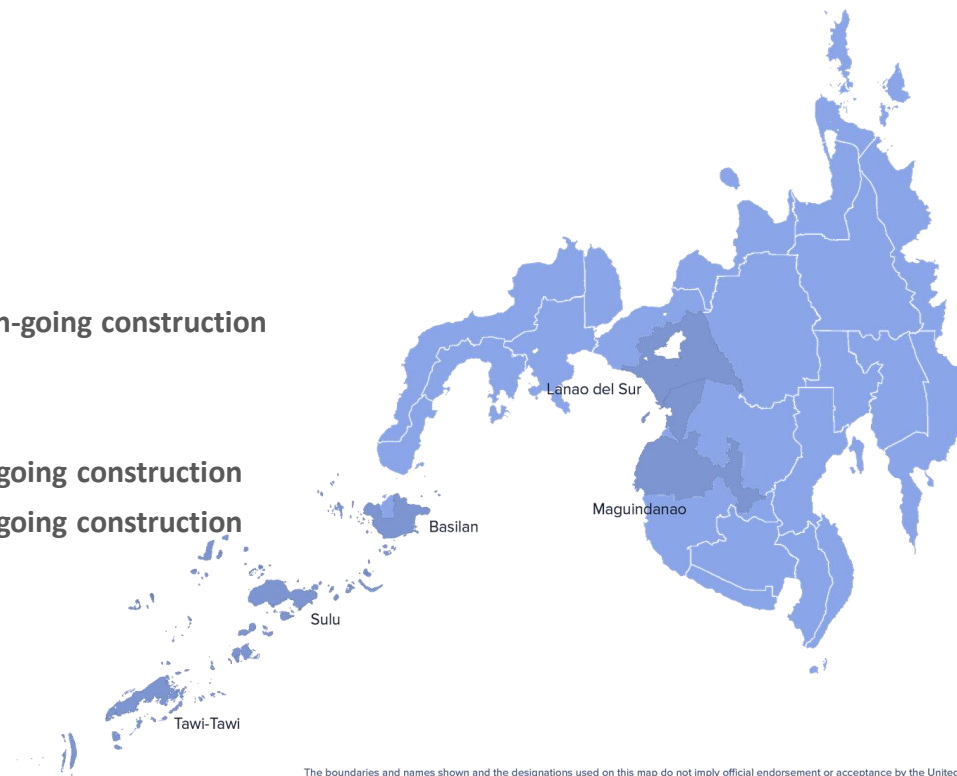 n-going construction
going construction
going construction
Lanao del Sur
Maguindanao
Basilan
Sulu
Tawi-Tawi
The boundaries and names shown and the designations used on this map do not imply official endorsement or acceptance by the United